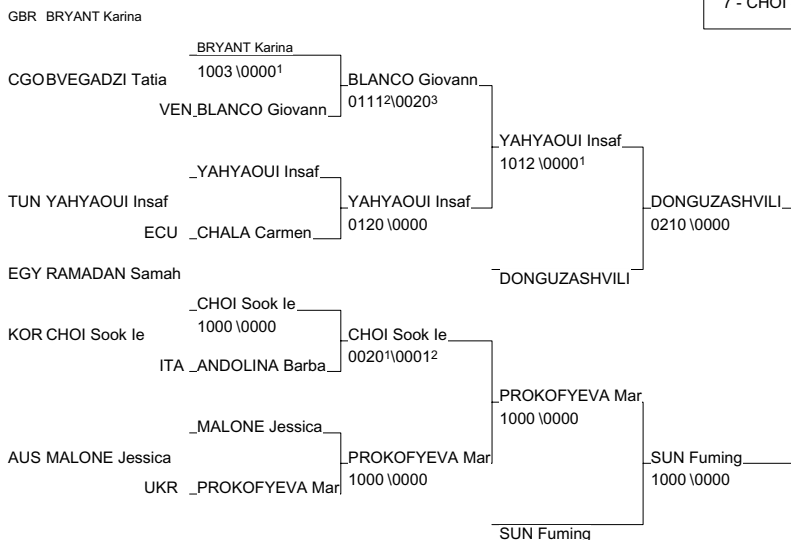 7 - CHOI
GBR BRYANT Karina
BRYANT Karina
1003 \0000¹
CGO BVEGADZI Tatia
BLANCO Giovann
0111²\0020³
VEN BLANCO Giovann
YAHYAOUI Insaf
1012 \0000¹
YAHYAOUI Insaf
TUN YAHYAOUI Insaf
YAHYAOUI Insaf
0120 \0000
DONGUZASHVILI
0210 \0000
ECU CHALA Carmen
EGY RAMADAN Samah
DONGUZASHVILI
CHOI Sook Ie
1000 \0000
KOR CHOI Sook Ie
CHOI Sook Ie
0020¹\0001²
ITA ANDOLINA Barba
PROKOFYEVA Mar
1000 \0000
MALONE Jessica
AUS MALONE Jessica
PROKOFYEVA Mar
1000 \0000
SUN Fuming
1000 \0000
UKR PROKOFYEVA Mar
SUN Fuming